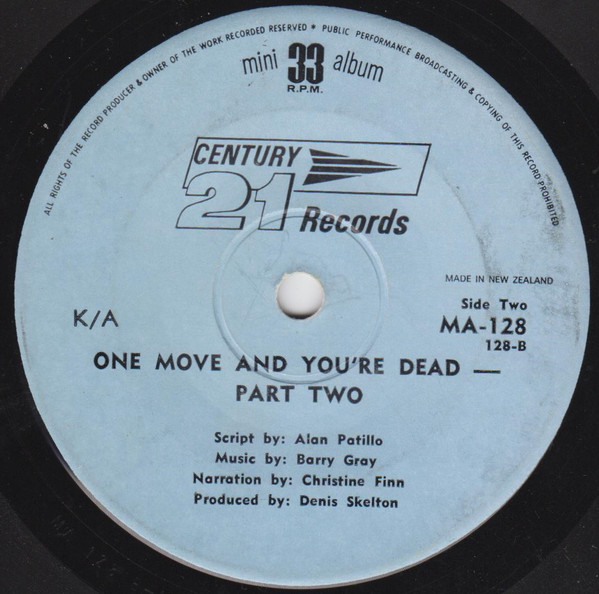 ALL RIGHTS OF THE RECORD PRODUCER & OWNER OF THE WORK RECORDED RESERVED * PUBLIC PERFORMANCE BROADCASTING & COPYING OF THIS RECORD PROHIBITED
mini 33 album
R.P.M.
CENTURY
21 Records
MADE IN NEW ZEALAND
Side Two
K/A MA-128
128-B
ONE MOVE AND YOU'RE DEAD —
PART TWO
Script by: Alan Patillo
Music by: Barry Gray
Narration by: Christine Finn
Produced by: Denis Skelton